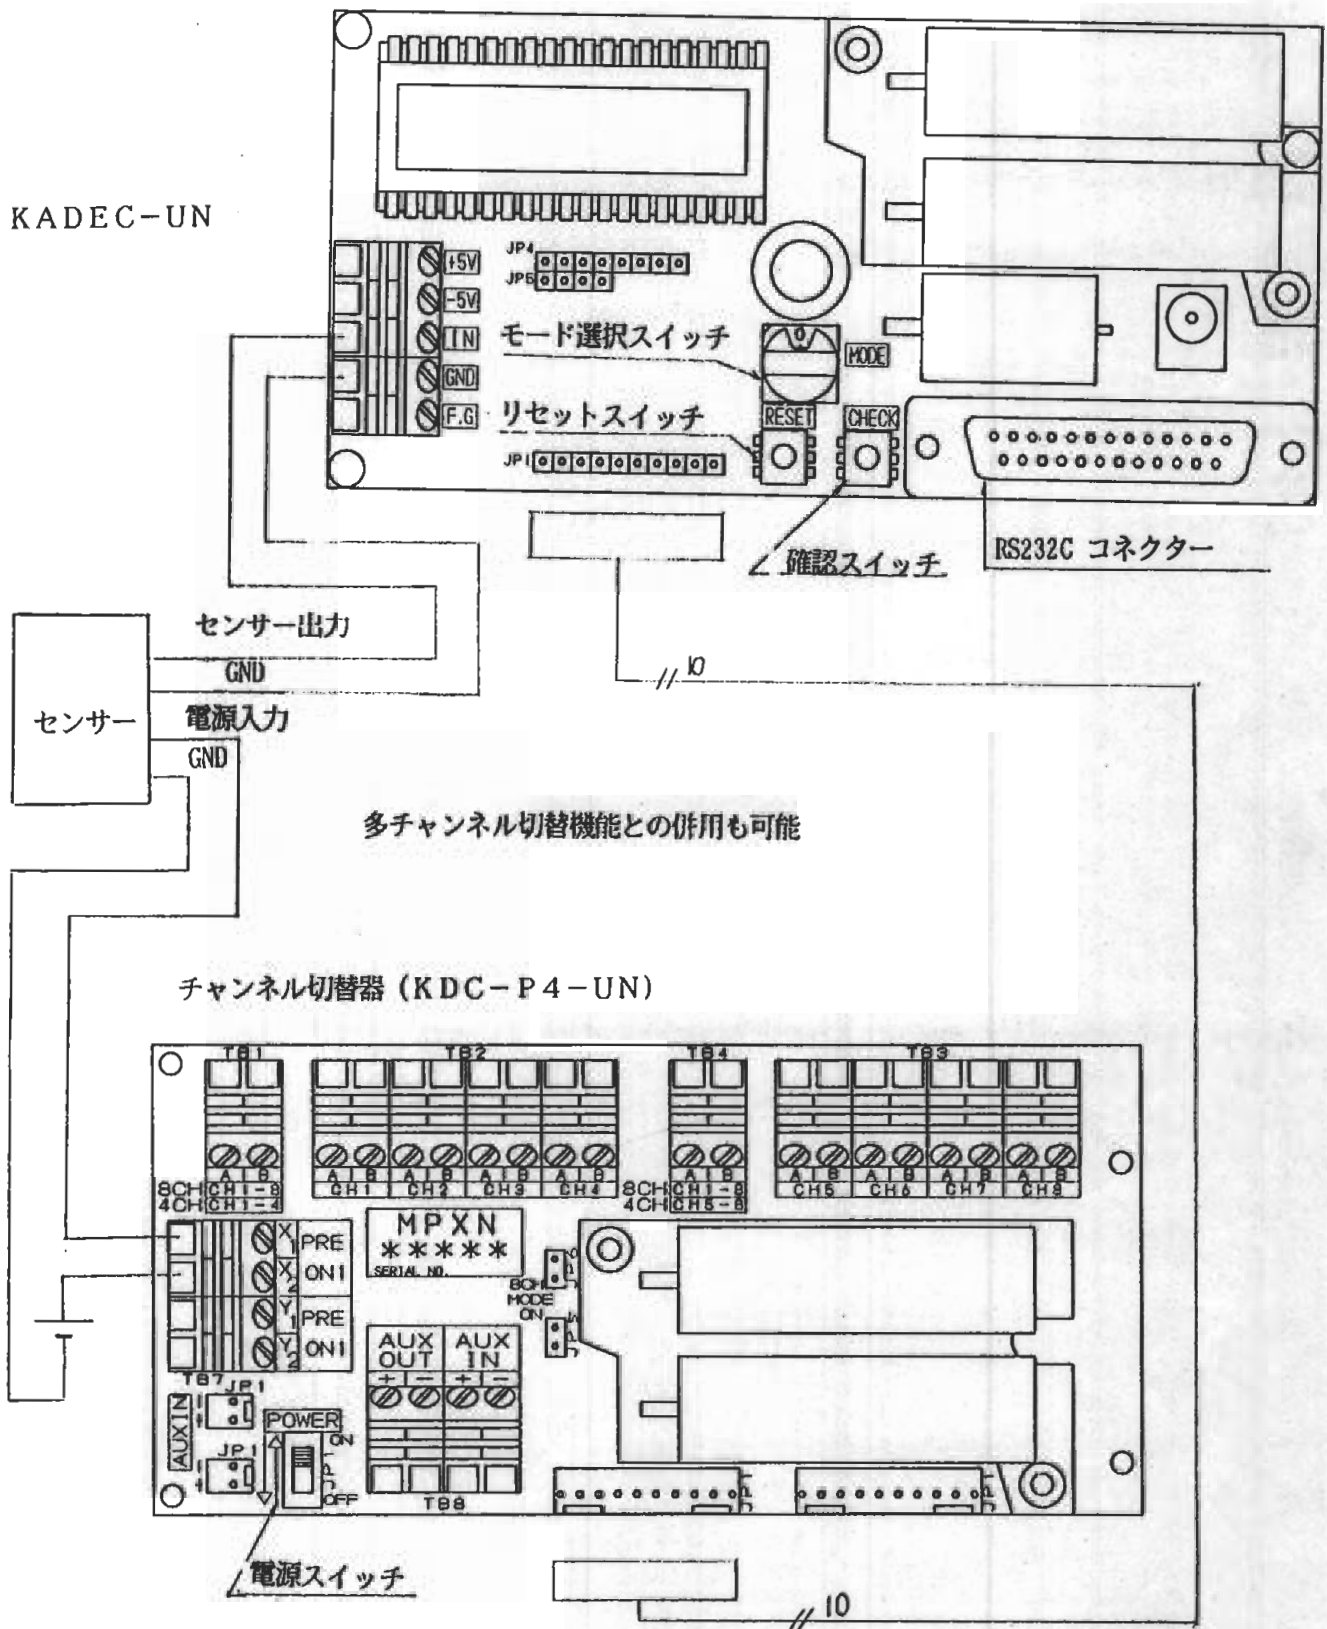 KADEC-UN
+5V
-5V
IN
GND
F.G
JP4
JP5
モード選択スイッチ
MODE
リセットスイッチ
RESET
CHECK
JP1
確認スイッチ
RS232C コネクター
センサー出力
GND
センサー
電源入力
GND
10
多チャンネル切替機能との併用も可能
チャンネル切替器(KDC-P4-UN)
TB1
TB2
TB4
TB3
A B
A B
A B
A B
A B
A B
A B
A B
A B
A B
8CH CH1-8
4CH CH1-4
CH1
CH2
CH3
CH4
8CH CH1-8
4CH CH5-8
CH5
CH6
CH7
CH8
X1 PRE
X2 ON1
Y1 PRE
Y2 ON1
MPXN
*****
SERIAL NO.
8CH
MODE
ON
AUX OUT
AUX IN
+ -
+ -
TB7
JP1
AUXIN
JP1
POWER
ON
JP1
OFF
TB8
電源スイッチ
10